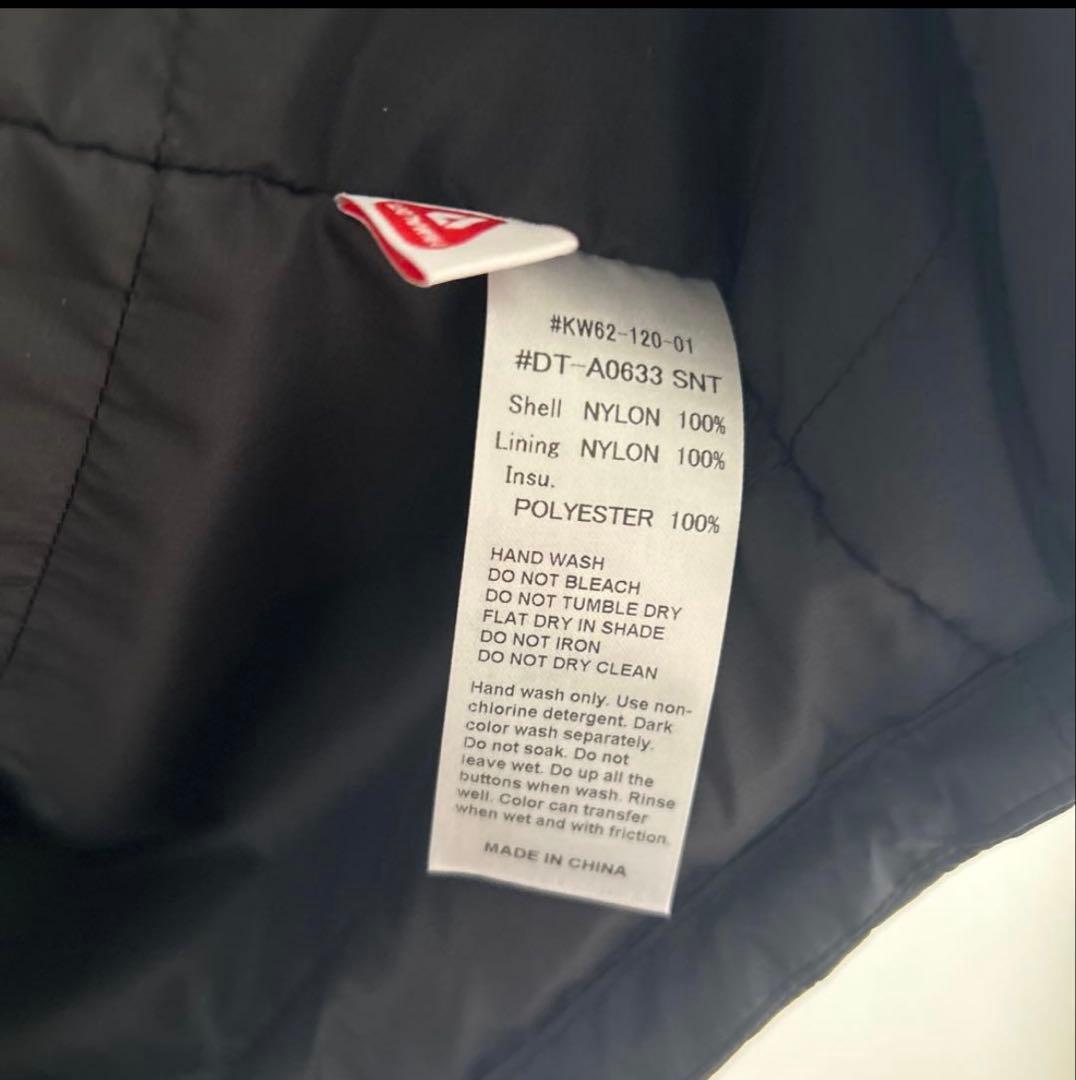 #KW62-120-01
#DT-A0633 SNT
Shell NYLON 100%
Lining NYLON 100%
Insu.
POLYESTER 100%
HAND WASH
DO NOT BLEACH
DO NOT TUMBLE DRY
FLAT DRY IN SHADE
DO NOT IRON
DO NOT DRY CLEAN
Hand wash only. Use non-
chlorine detergent. Dark
color wash separately.
Do not soak. Do not
leave wet. Do up all the
buttons when wash. Rinse
well. Color can transfer
when wet and with friction.
MADE IN CHINA